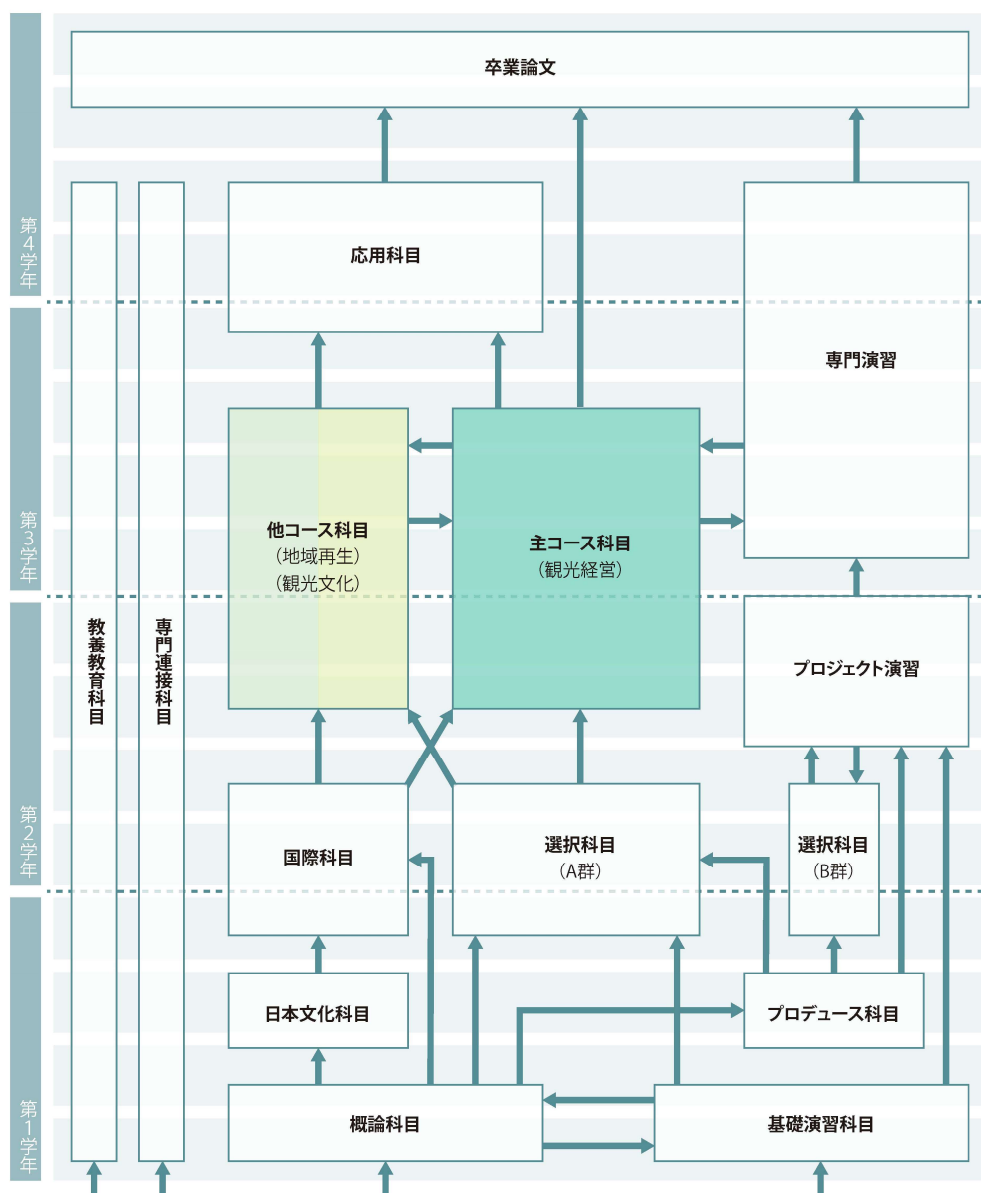 卒業論文
第4学年
応用科目
専門演習
第3学年
他コース科目
（地域再生）
（観光文化）
主コース科目
（観光経営）
教養教育科目
専門連接科目
プロジェクト演習
第2学年
国際科目
選択科目
（A群）
選択科目
（B群）
日本文化科目
プロデュース科目
第1学年
概論科目
基礎演習科目